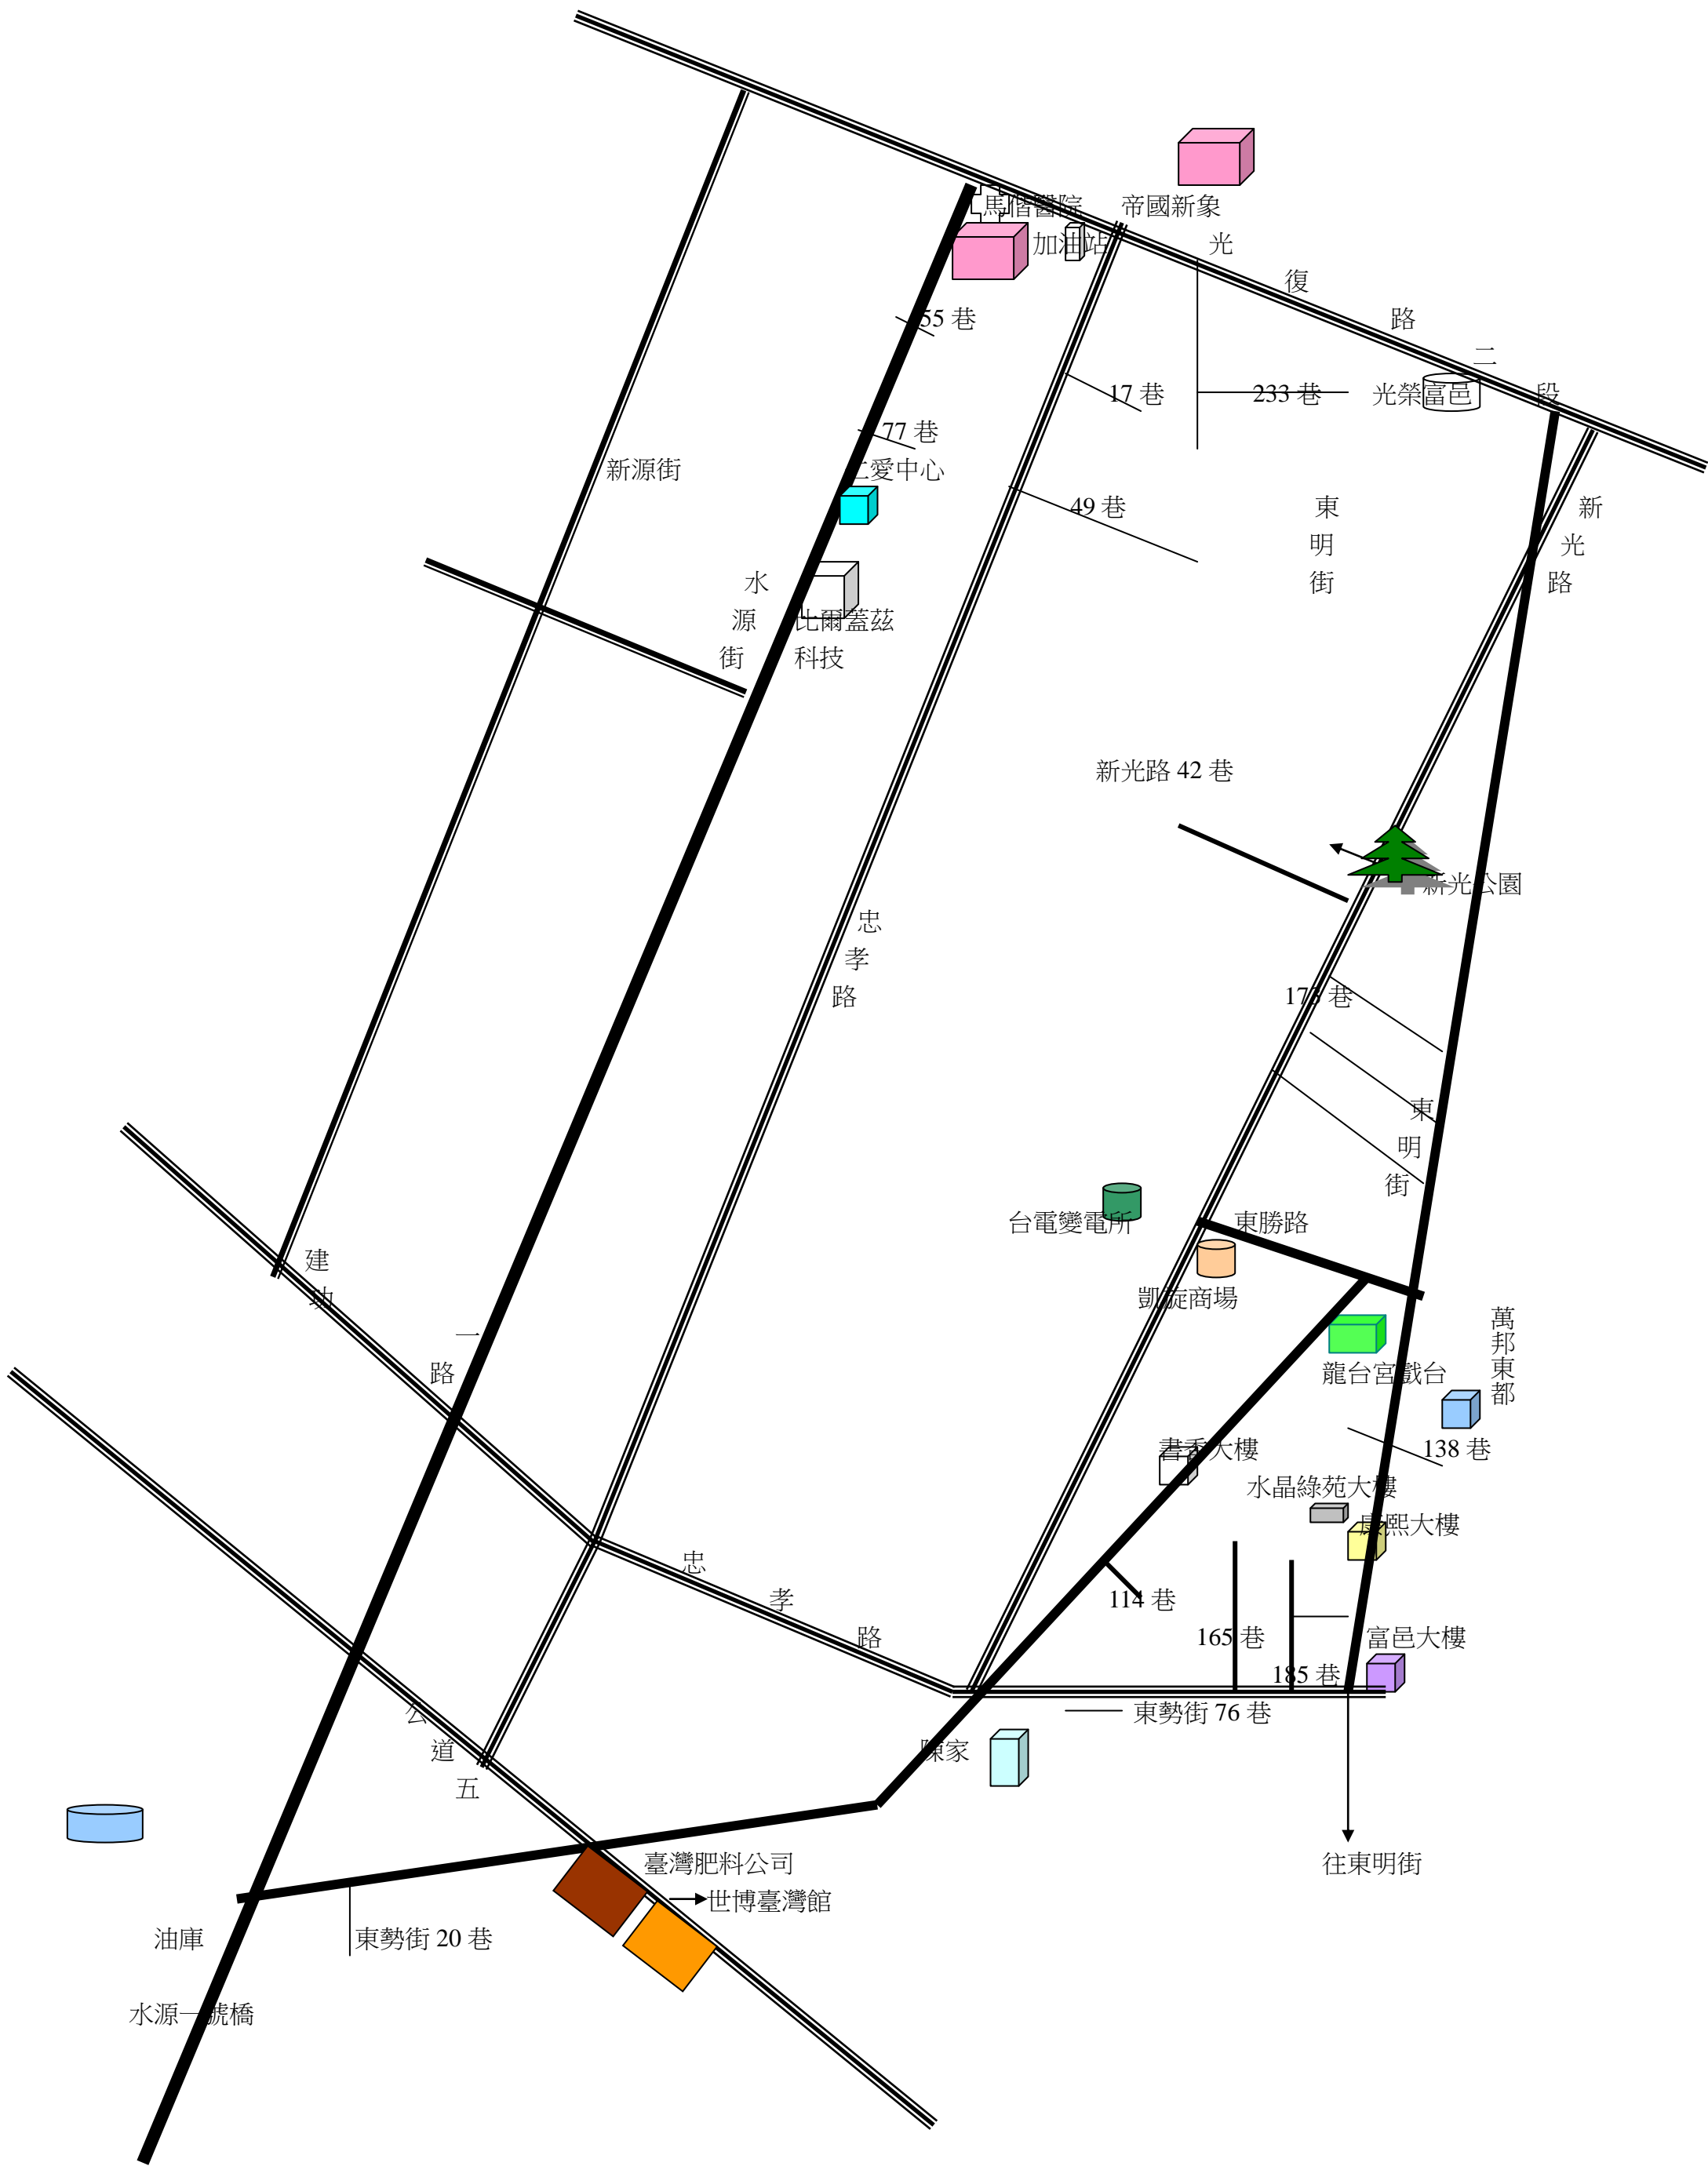 馬偕醫院
帝國新象
加油站
光復路二段
55 巷
17 巷
233 巷
光榮富邑
77 巷
仁愛中心
新源街
49 巷
東明街
新光路
水源街
比爾蓋茲
科技
新光路 42 巷
新光公園
忠孝路
巷
東明街
台電變電所
東勝路
建功一路
凱旋商場
萬邦東都
龍台宮戲台
書香大樓
138 巷
水晶綠苑大樓
康熙大樓
忠孝路
114 巷
165 巷
富邑大樓
185 巷
公道五
東勢街 76 巷
陳家
臺灣肥料公司
往東明街
世博臺灣館
油庫
東勢街 20 巷
水源一號橋